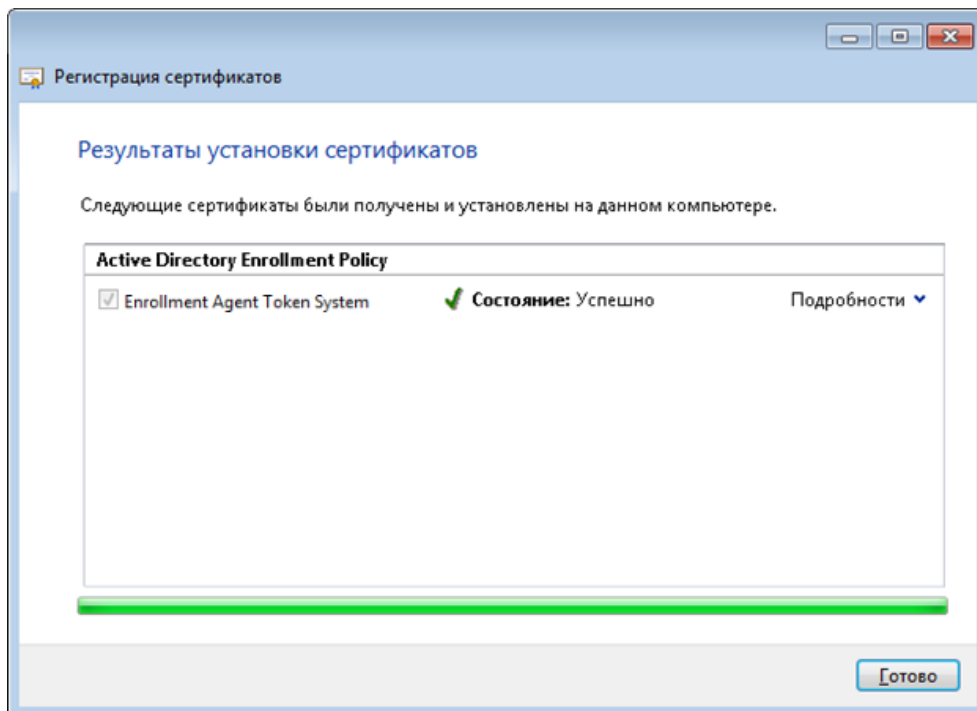 Регистрация сертификатов
Результаты установки сертификатов
Следующие сертификаты были получены и установлены на данном компьютере.
Active Directory Enrollment Policy
Enrollment Agent Token System Состояние: Успешно Подробности
Готово